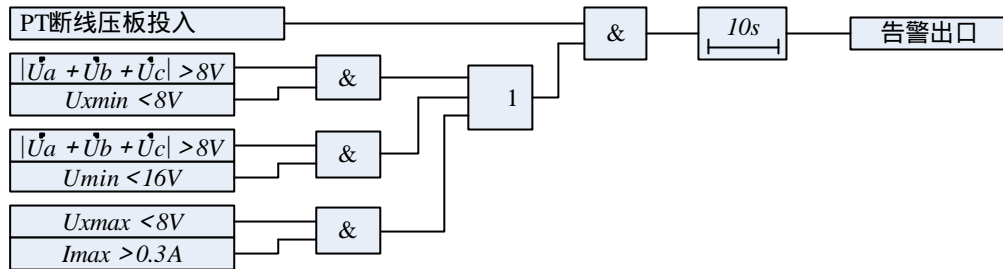 PT断线压板投入
&
10s
告警出口
|U̇a + U̇b + U̇c| >8V
Uxmin <8V
&
1
|U̇a + U̇b + U̇c| >8V
Umin <16V
&
Uxmax <8V
Imax >0.3A
&